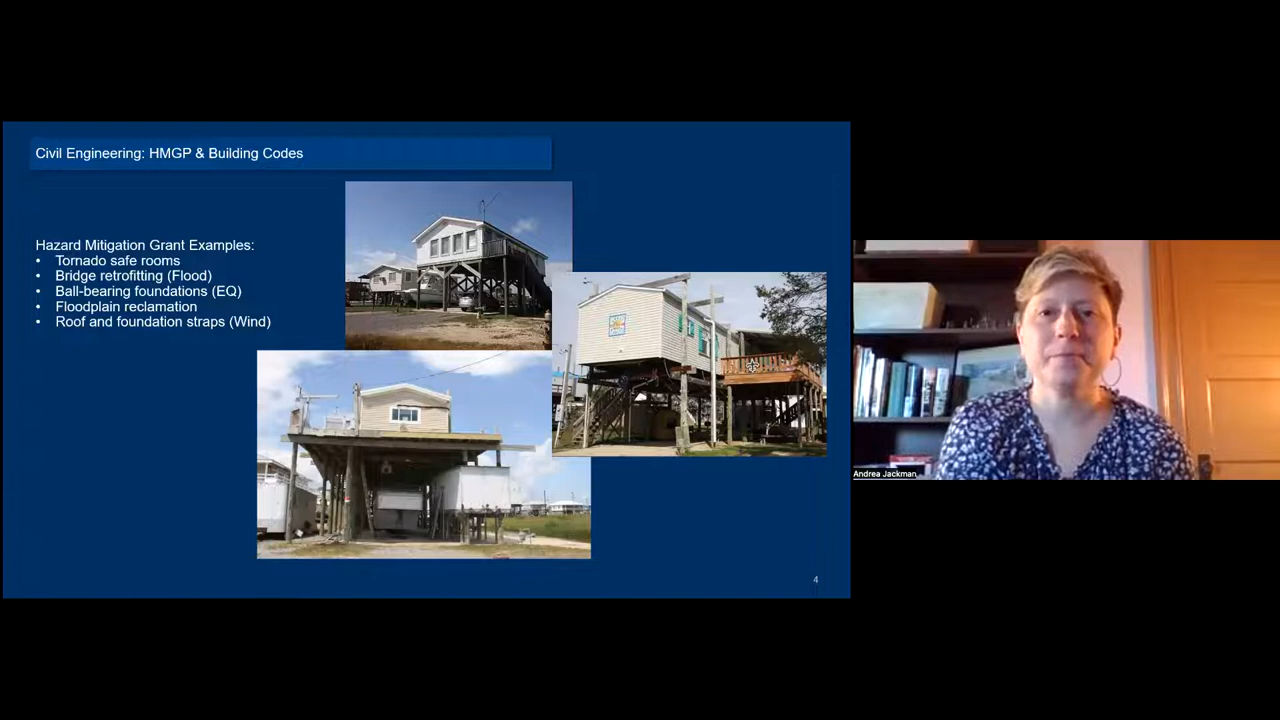 Civil Engineering: HMGP & Building Codes
Hazard Mitigation Grant Examples:
• Tornado safe rooms
• Bridge retrofitting (Flood)
• Ball-bearing foundations (EQ)
• Floodplain reclamation
• Roof and foundation straps (Wind)
4
Andrea Jackman